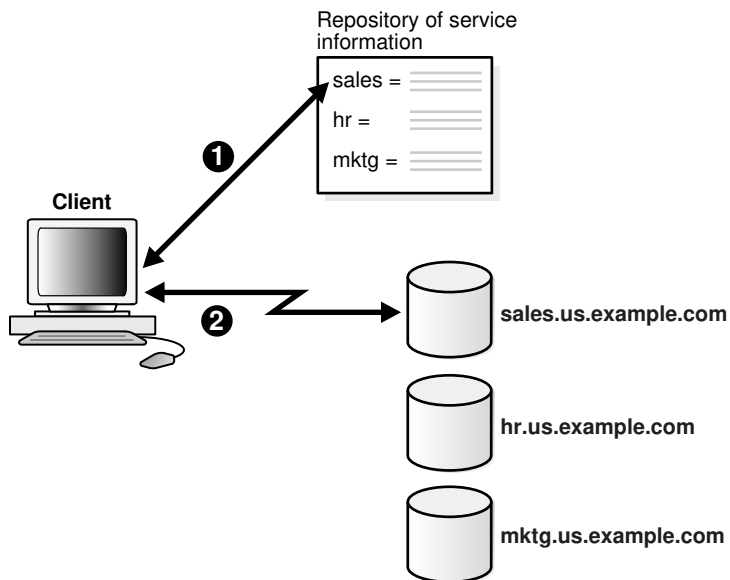 Repository of service
information
sales =
hr =
mktg =
1
Client
2
sales.us.example.com
hr.us.example.com
mktg.us.example.com